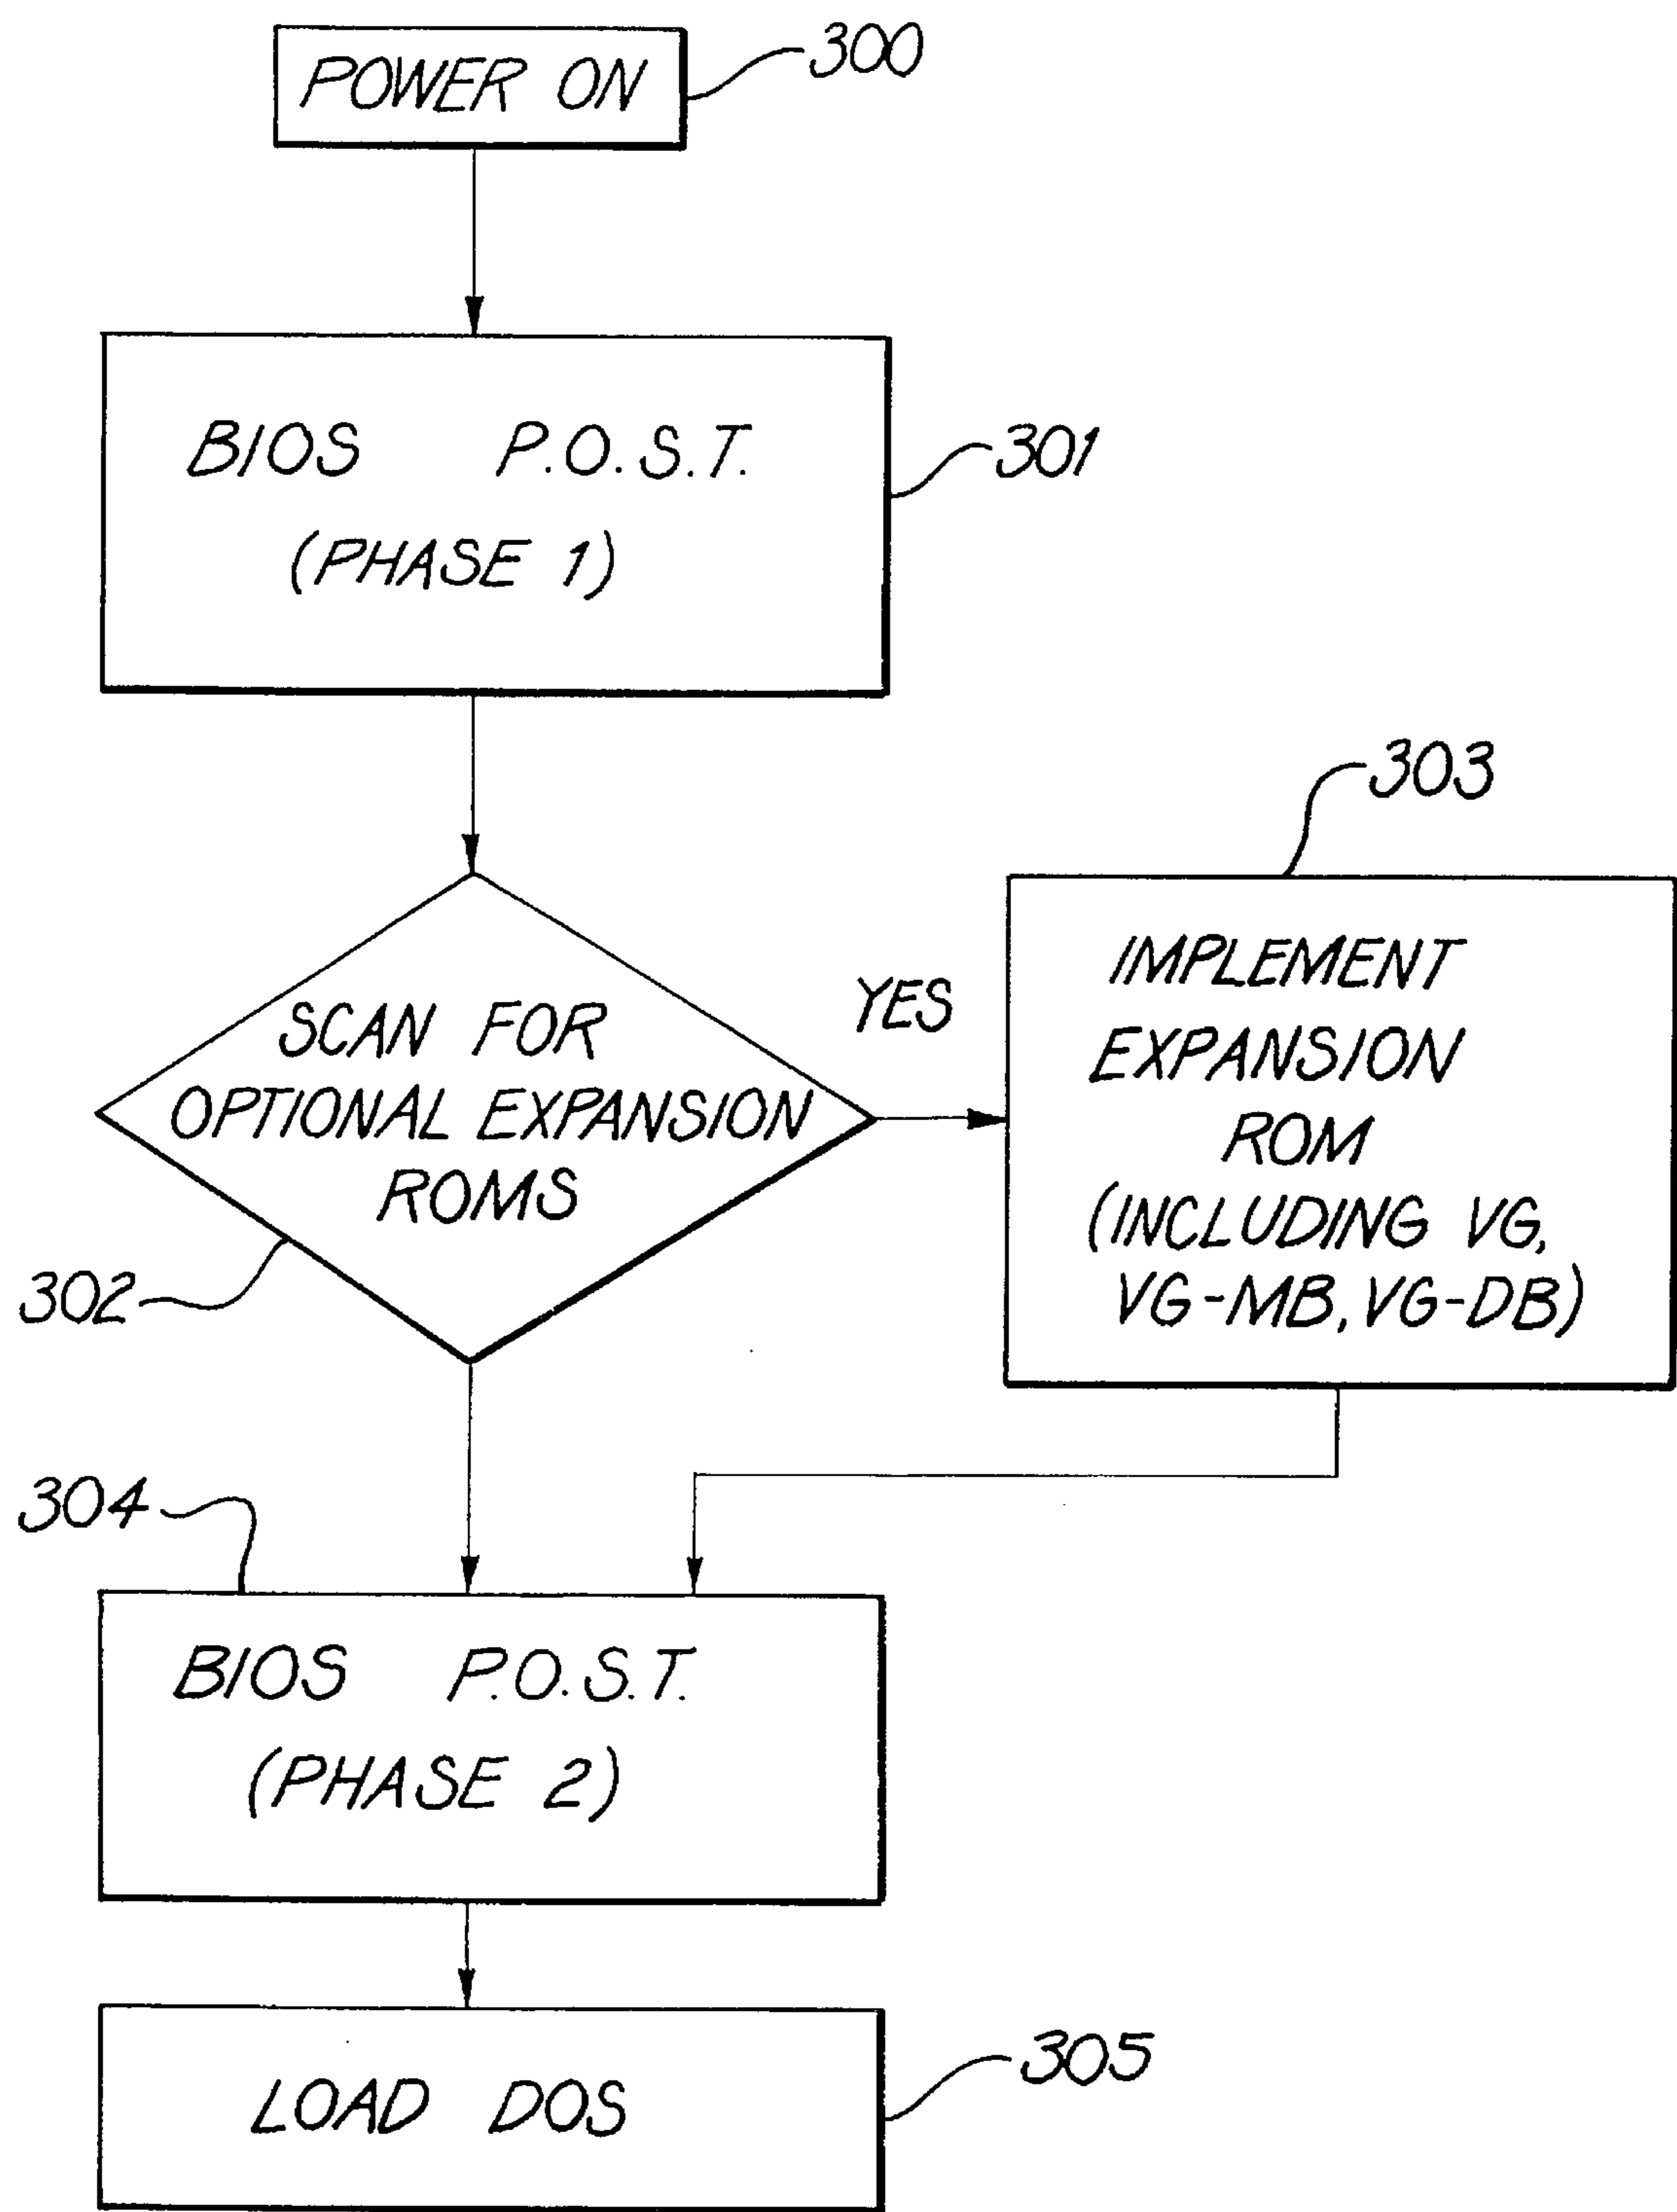 POWER ON
300
BIOS P.O.S.T.
(PHASE 1)
301
SCAN FOR
OPTIONAL EXPANSION
ROMS
302
YES
303
IMPLEMENT
EXPANSION
ROM
(INCLUDING VG,
VG-MB, VG-DB)
304
BIOS P.O.S.T.
(PHASE 2)
LOAD DOS
305